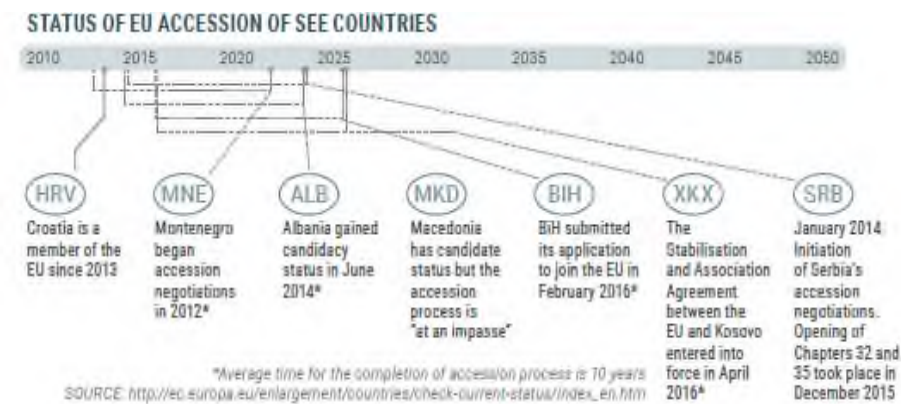 STATUS OF EU ACCESSION OF SEE COUNTRIES
2010 2015 2020 2025 2030 2035 2040 2045 2050
HRV
Croatia is a
member of the
EU since 2013
MNE
Montenegro
began
accession
negotiations
in 2012*
ALB
Albania gained
candidacy
status in June
2014*
MKD
Macedonia
has candidate
status but the
accession
process is
"at an impasse"
BIH
BiH submitted
its application
to join the EU in
February 2016*
XKX
The
Stabilisation
and Association
Agreement
between the
EU and Kosovo
entered into
force in April
2016*
SRB
January 2014
Initiation
of Serbia's
accession
negotiations.
Opening of
Chapters 32 and
35 took place in
December 2015
*Average time for the completion of accession process is 10 years
SOURCE: http://ec.europa.eu/enlargement/countries/check-current-status/index_en.htm